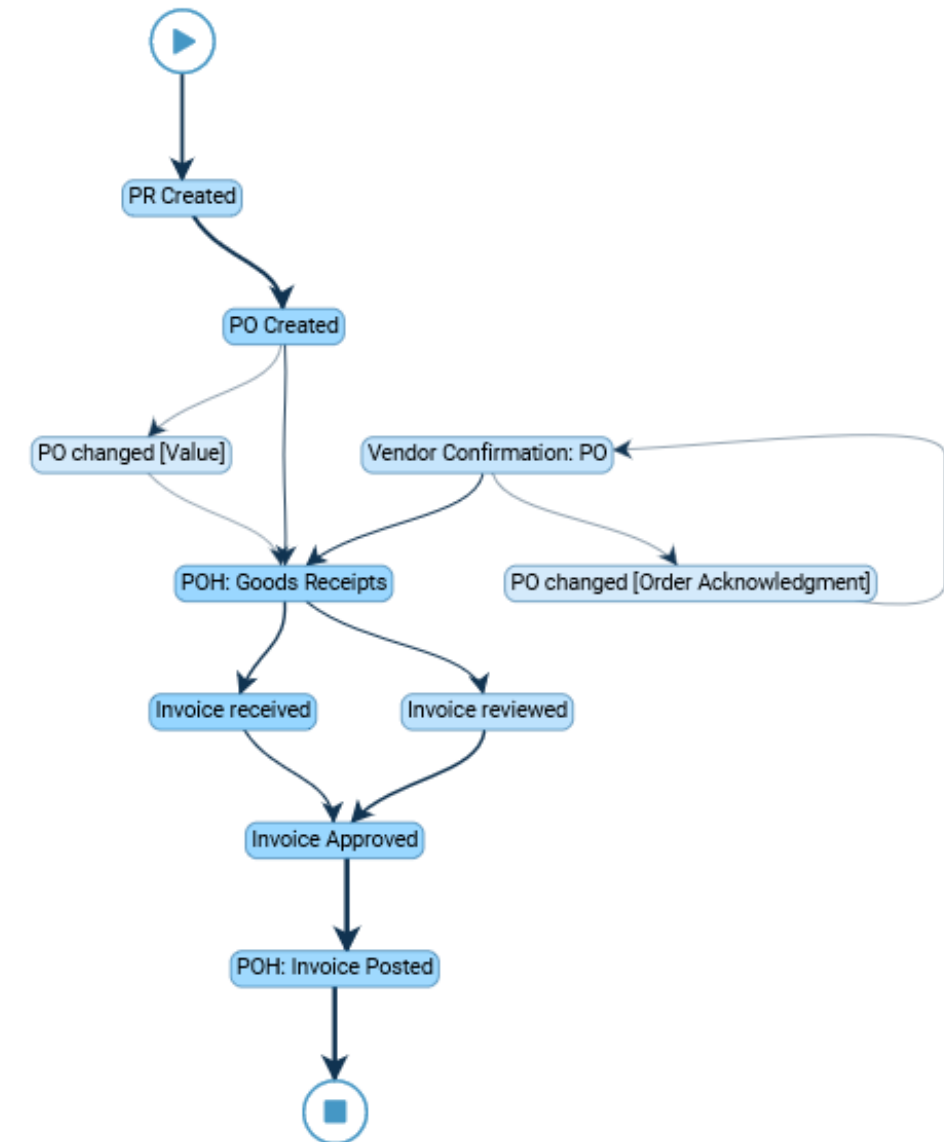 PR Created
PO Created
PO changed [Value]
Vendor Confirmation: PO
POH: Goods Receipts
PO changed [Order Acknowledgment]
Invoice received
Invoice reviewed
Invoice Approved
POH: Invoice Posted